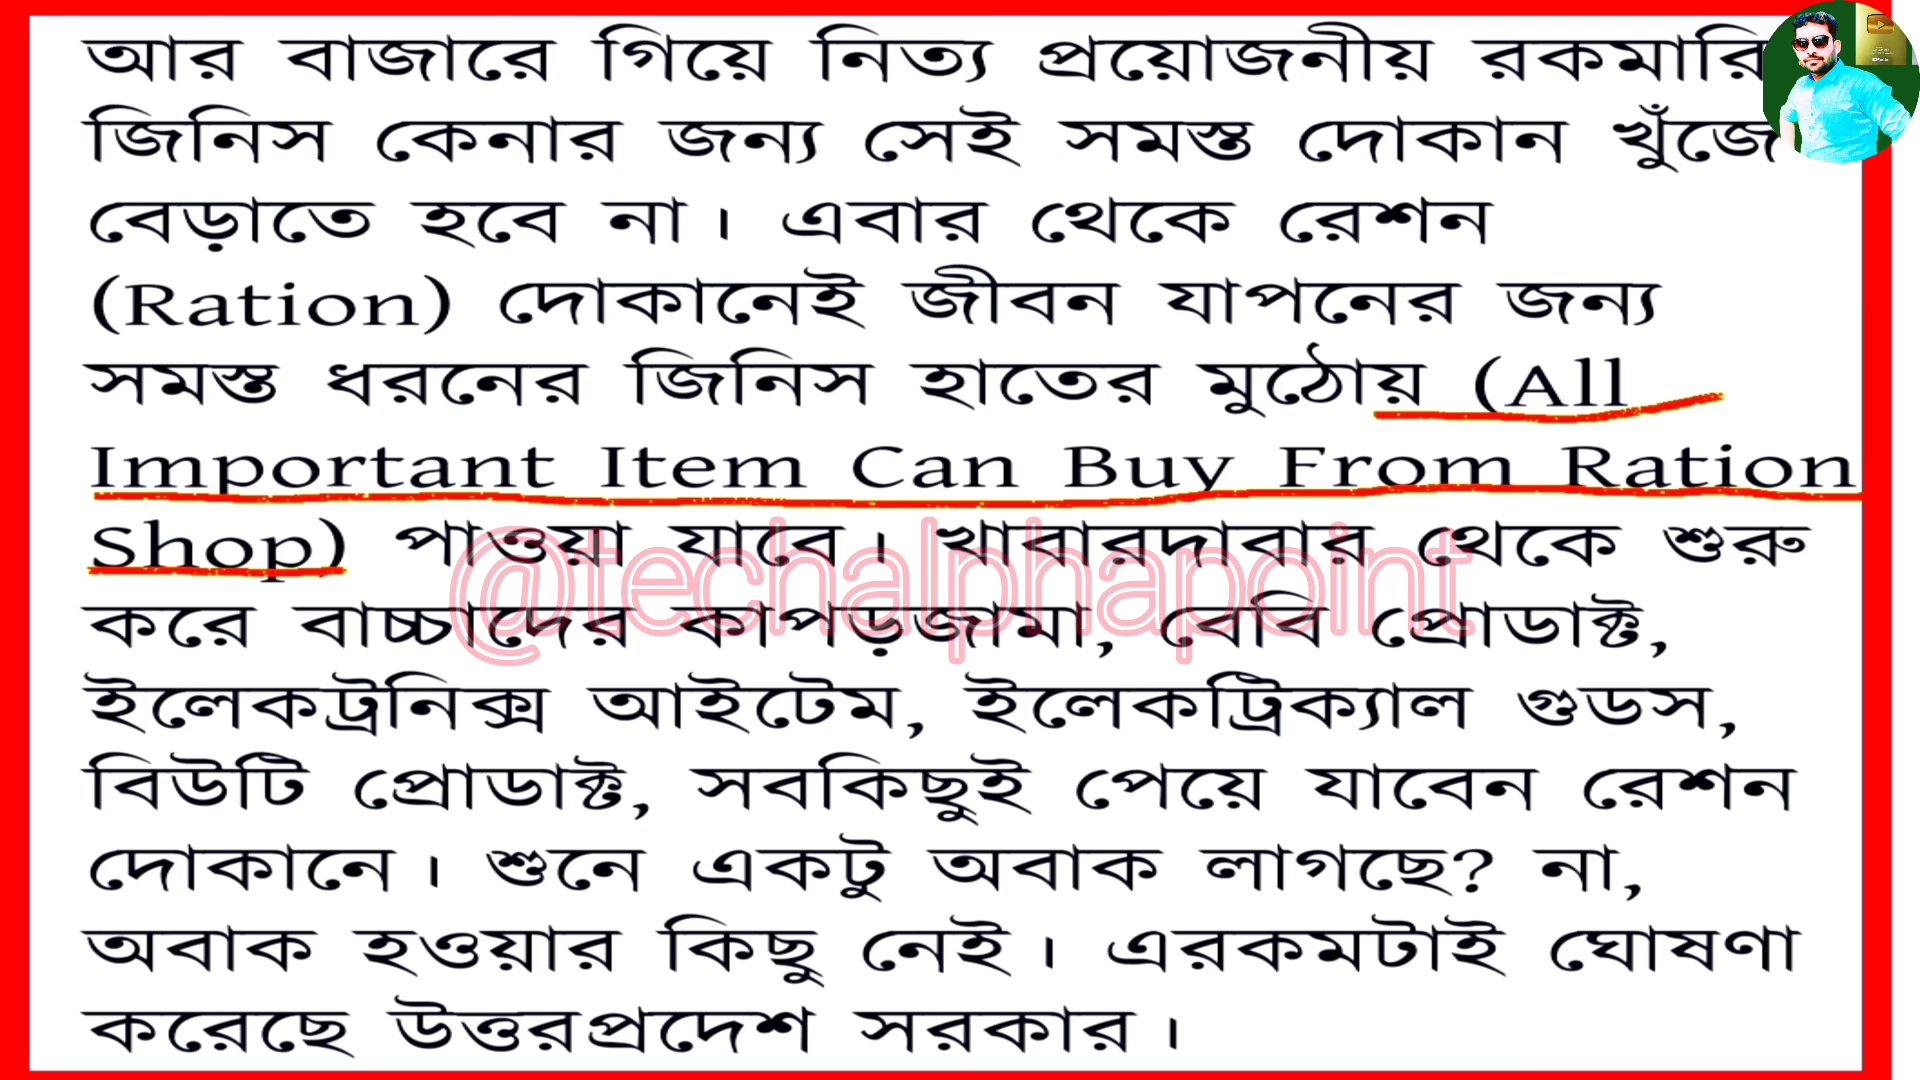 আর বাজারে গিয়ে নিত্য প্রয়োজনীয় রকমারি
জিনিস কেনার জন্য সেই সমস্ত দোকান খুঁজে
বেড়াতে হবে না। এবার থেকে রেশন
(Ration) দোকানেই জীবন যাপনের জন্য
সমস্ত ধরনের জিনিস হাতের মুঠোয় (All
Important Item Can Buy From Ration
Shop) পাওয়া যাবে। খাবারদাবার থেকে শুরু
@techalphapoint
করে বাচ্চাদের কাপড়জামা, বেবি প্রোডাক্ট,
ইলেকট্রনিক্স আইটেম, ইলেকট্রিক্যাল গুডস,
বিউটি প্রোডাক্ট, সবকিছুই পেয়ে যাবেন রেশন
দোকানে। শুনে একটু অবাক লাগছে? না,
অবাক হওয়ার কিছু নেই। এরকমটাই ঘোষণা
করেছে উত্তরপ্রদেশ সরকার।